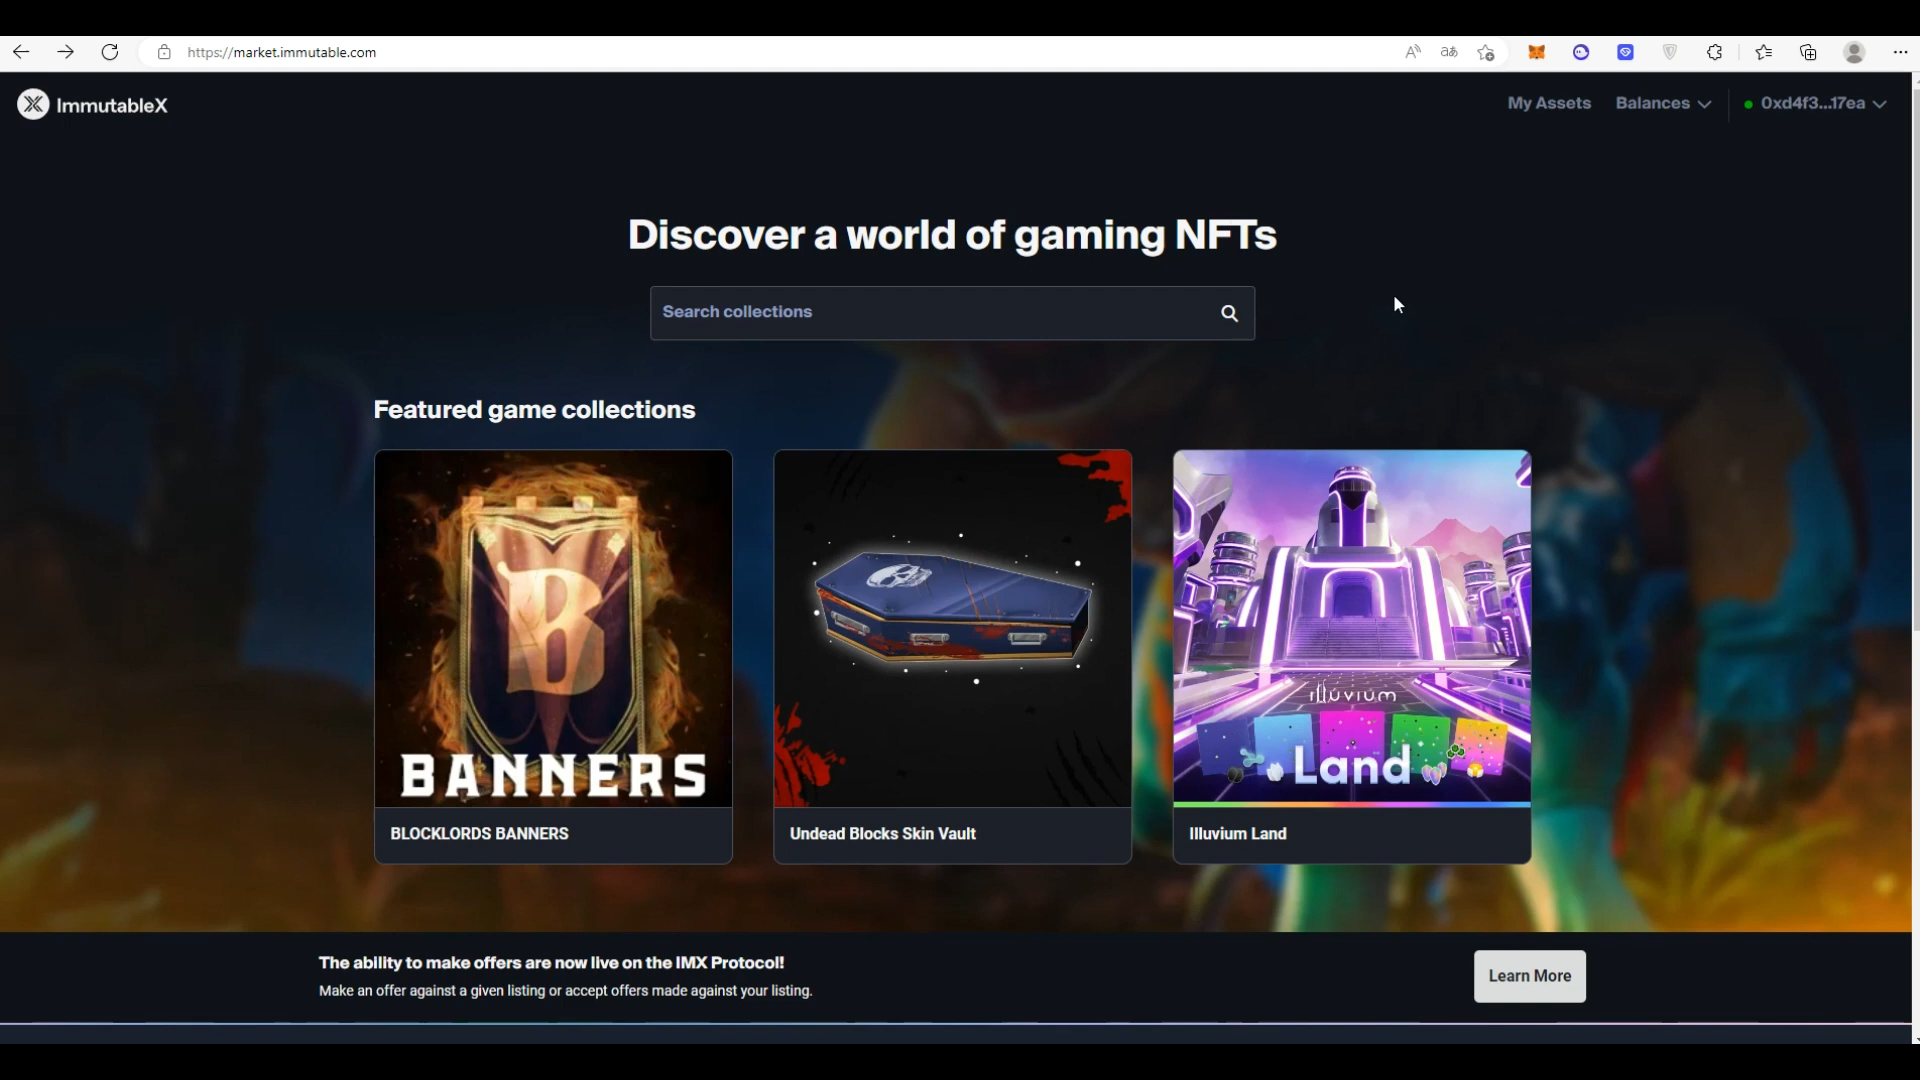 https://market.immutable.com
ImmutableX
My Assets
Balances
0xd4f3...17ea
Discover a world of gaming NFTs
Search collections
Featured game collections
B
BANNERS
illuvium
Land
BLOCKLORDS BANNERS
Undead Blocks Skin Vault
Illuvium Land
The ability to make offers are now live on the IMX Protocol!
Make an offer against a given listing or accept offers made against your listing.
Learn More